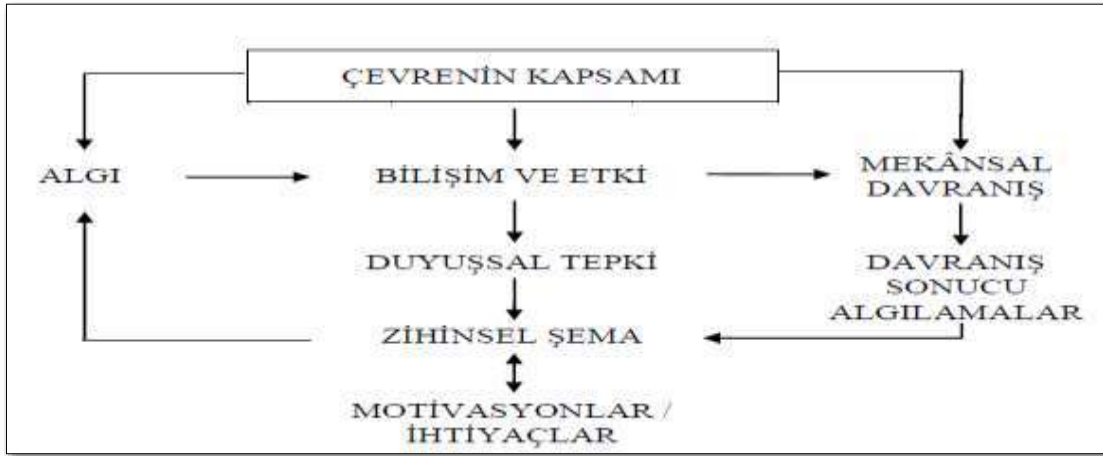 ÇEVRENİN KAPSAMI
ALGI
BİLİŞİM VE ETKİ
MEKÂNSAL
DAVRANIŞ
DUYUŞSAL TEPKİ
DAVRANIŞ
SONUCU
ALGILAMALAR
ZİHİNSEL ŞEMA
MOTİVASYONLAR /
İHTİYAÇLAR